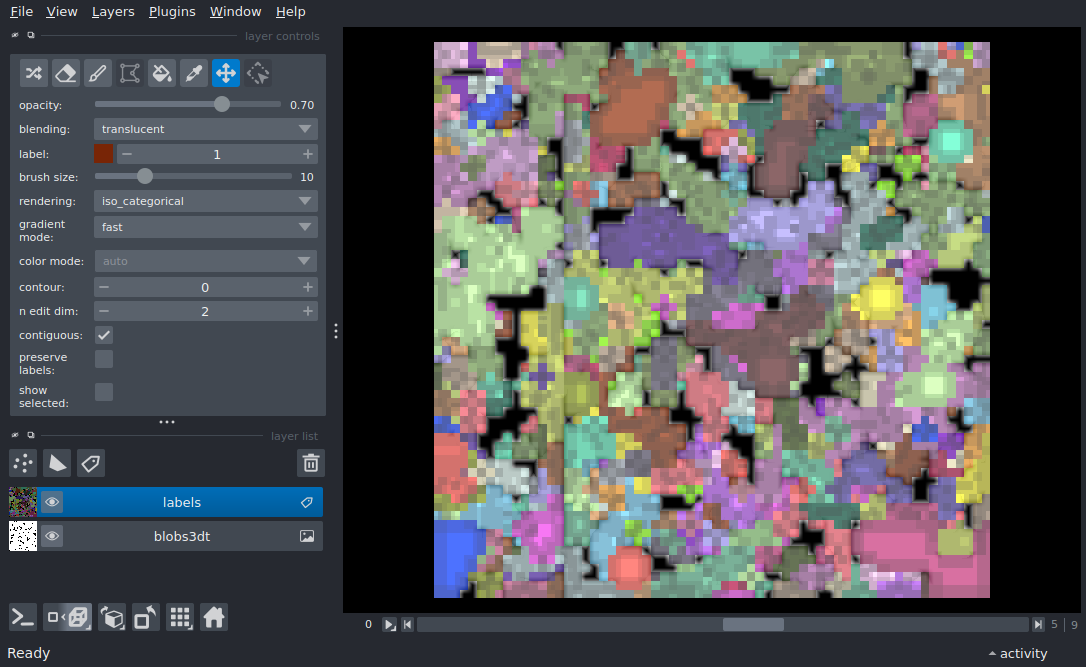 File View Layers Plugins Window Help
layer controls
opacity: 0.70
blending: translucent
label: − 1 +
brush size: 10
rendering: iso_categorical
gradient
mode: fast
color mode: auto
contour: − 0 +
n edit dim: − 2 +
contiguous:
preserve
labels:
show
selected:
layer list
labels
blobs3dt
0 5 | 9
Ready activity